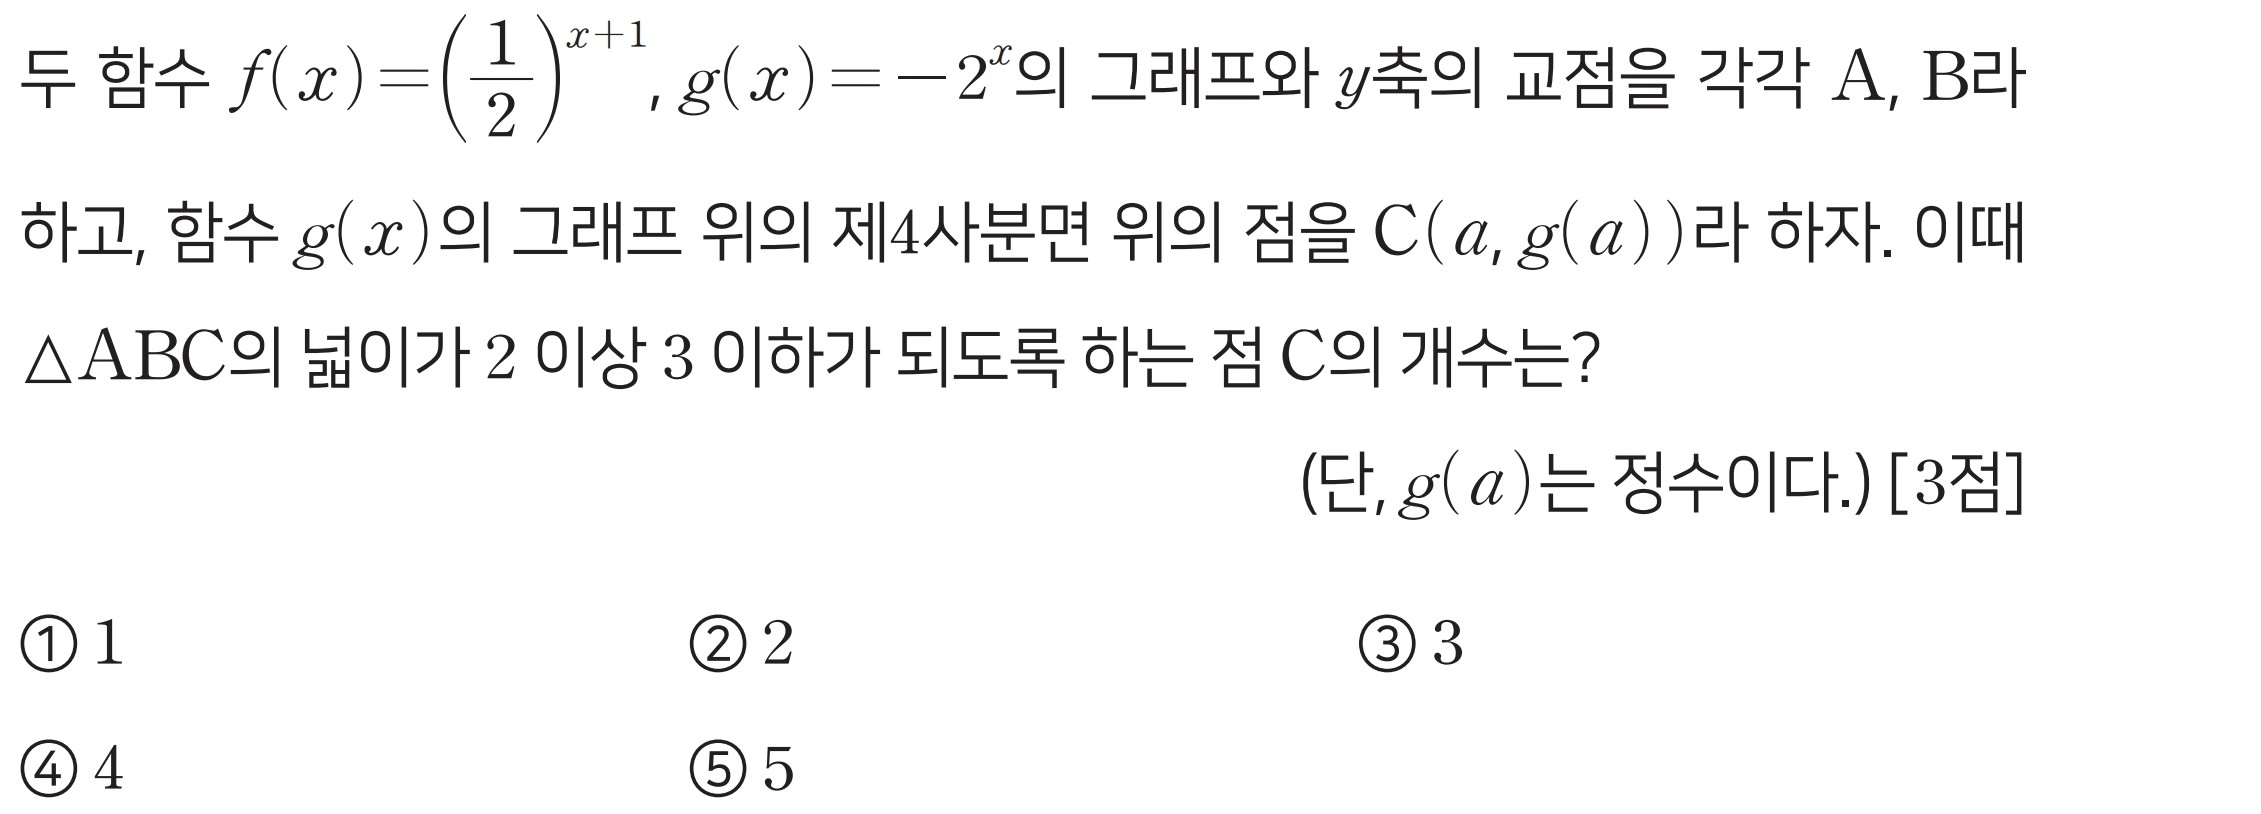 두 함수 $f(x)=\left(\frac{1}{2}\right)^{x+1}$, $g(x)=-2^x$의 그래프와 $y$축의 교점을 각각 A, B라
하고, 함수 $g(x)$의 그래프 위의 제4사분면 위의 점을 C$(a, g(a))$라 하자. 이때
△ABC의 넓이가 2 이상 3 이하가 되도록 하는 점 C의 개수는?
(단, $g(a)$는 정수이다.) [3점]
① 1 ② 2 ③ 3
④ 4 ⑤ 5